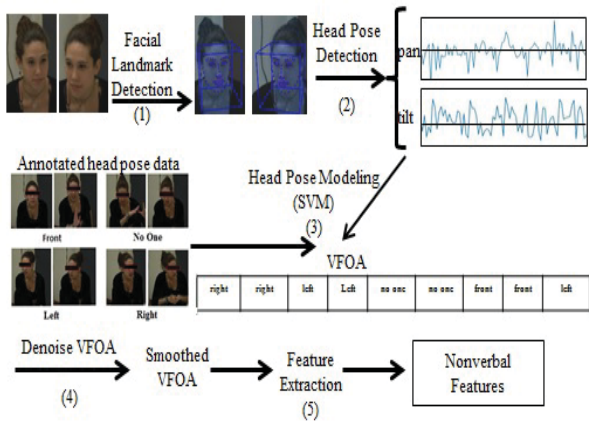 Facial
Landmark
Detection
(1)
Head Pose
Detection
(2)
pan
tilt
Annotated head pose data
Front
No One
Left
Right
Head Pose Modeling
(SVM)
(3)
VFOA
right right left Left no one no one front front left
Denoise VFOA
(4)
Smoothed
VFOA
Feature
Extraction
(5)
Nonverbal
Features